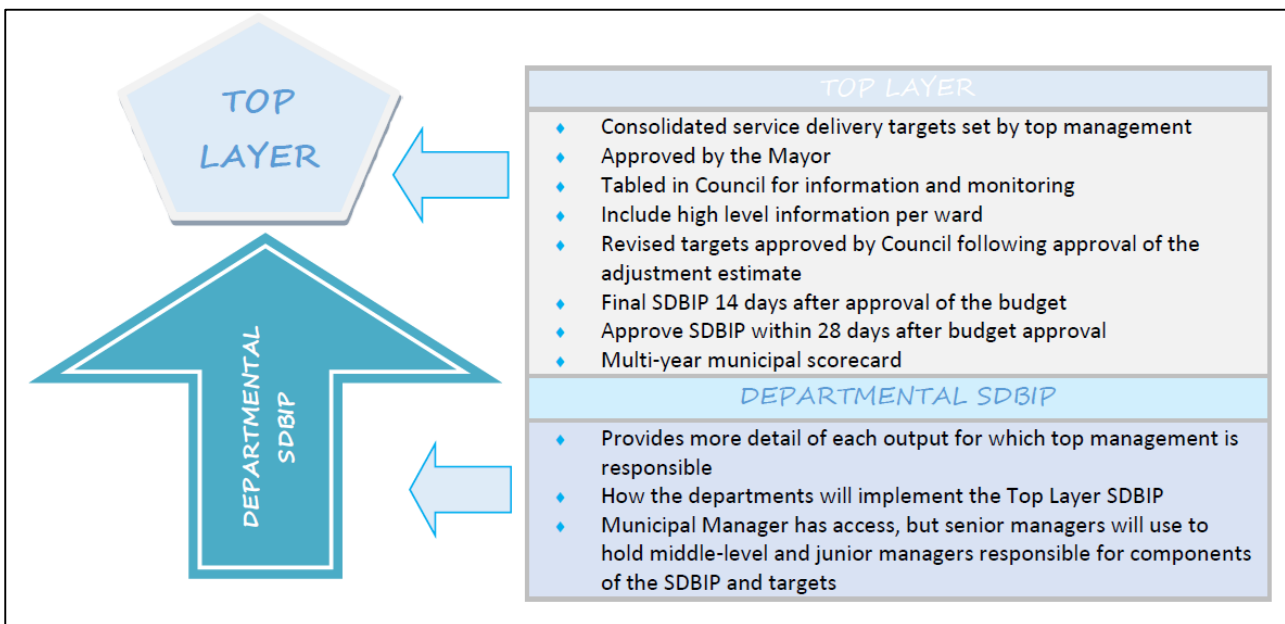 TOP
LAYER
DEPARTMENTAL
SDBIP
TOP LAYER
♦ Consolidated service delivery targets set by top management
♦ Approved by the Mayor
♦ Tabled in Council for information and monitoring
♦ Include high level information per ward
♦ Revised targets approved by Council following approval of the
adjustment estimate
♦ Final SDBIP 14 days after approval of the budget
♦ Approve SDBIP within 28 days after budget approval
♦ Multi-year municipal scorecard
DEPARTMENTAL SDBIP
♦ Provides more detail of each output for which top management is
responsible
♦ How the departments will implement the Top Layer SDBIP
♦ Municipal Manager has access, but senior managers will use to
hold middle-level and junior managers responsible for components
of the SDBIP and targets